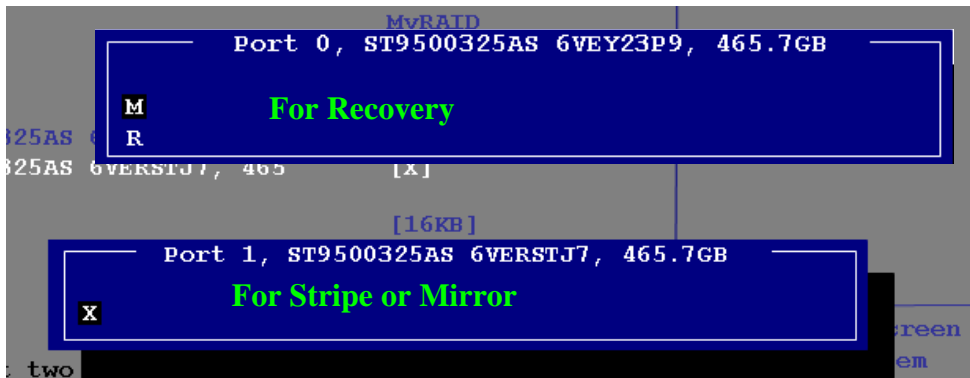 MvRAID
Port 0, ST9500325AS 6VEY23P9, 465.7GB
M
For Recovery
R
325AS 6
325AS 6VERSTJ7, 465 [X]
[16KB]
Port 1, ST9500325AS 6VERSTJ7, 465.7GB
For Stripe or Mirror
X
creen
em
t two